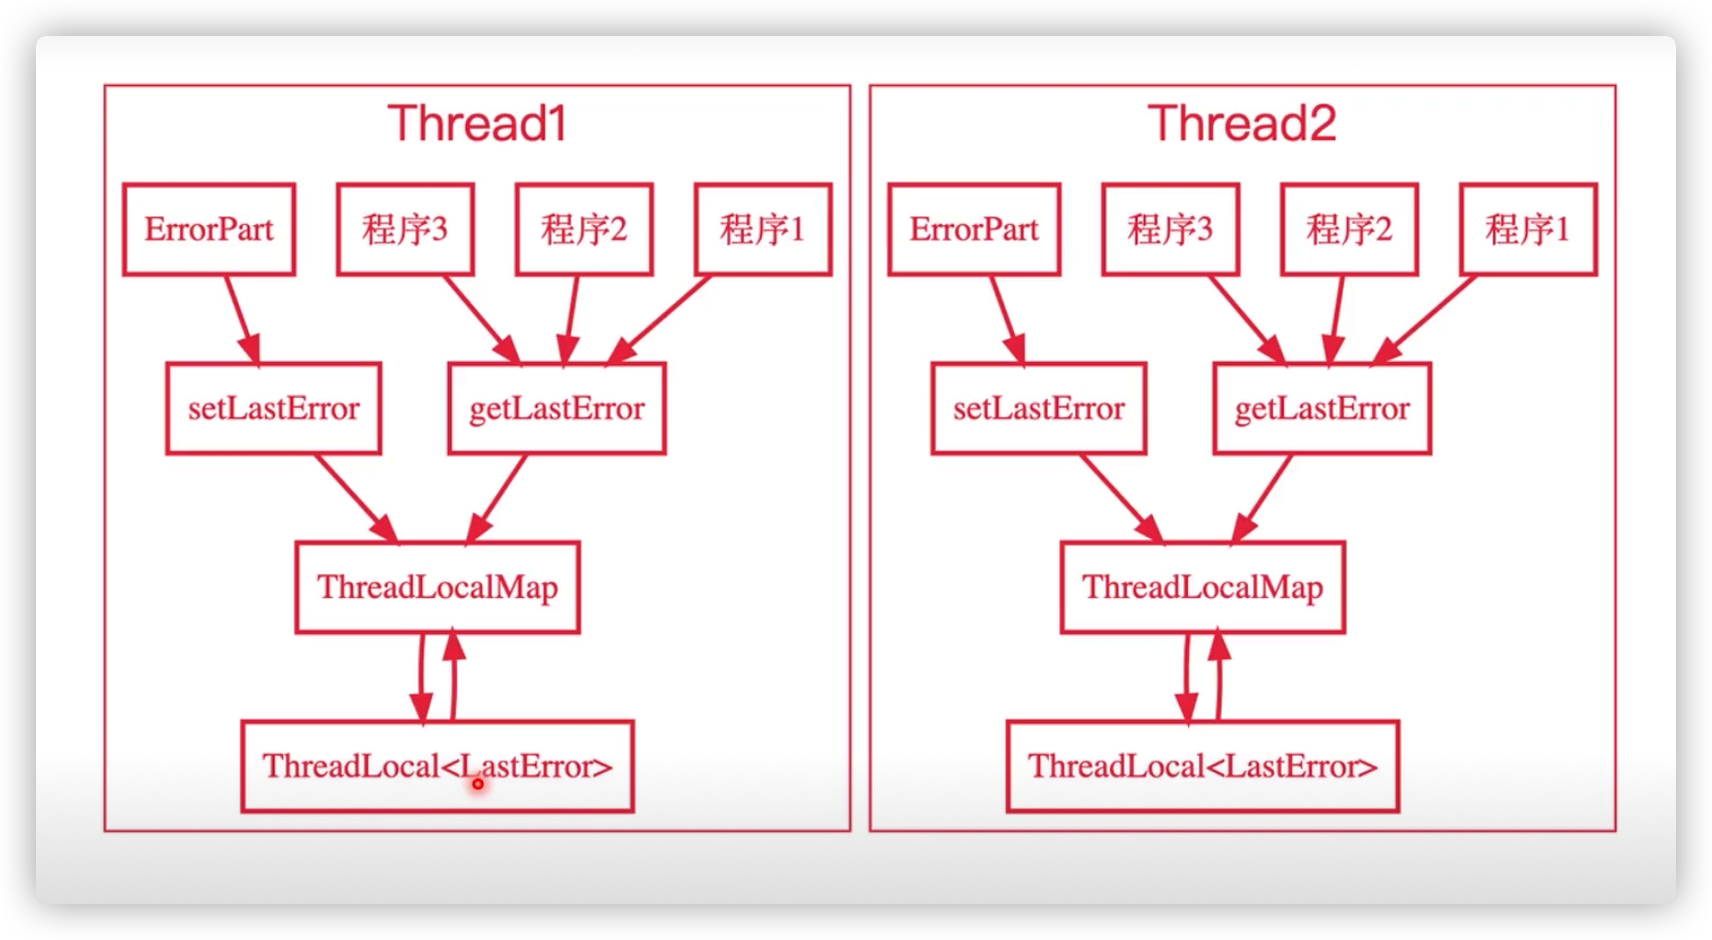 Thread1
ErrorPart
程序3
程序2
程序1
setLastError
getLastError
ThreadLocalMap
ThreadLocal<LastError>
Thread2
ErrorPart
程序3
程序2
程序1
setLastError
getLastError
ThreadLocalMap
ThreadLocal<LastError>